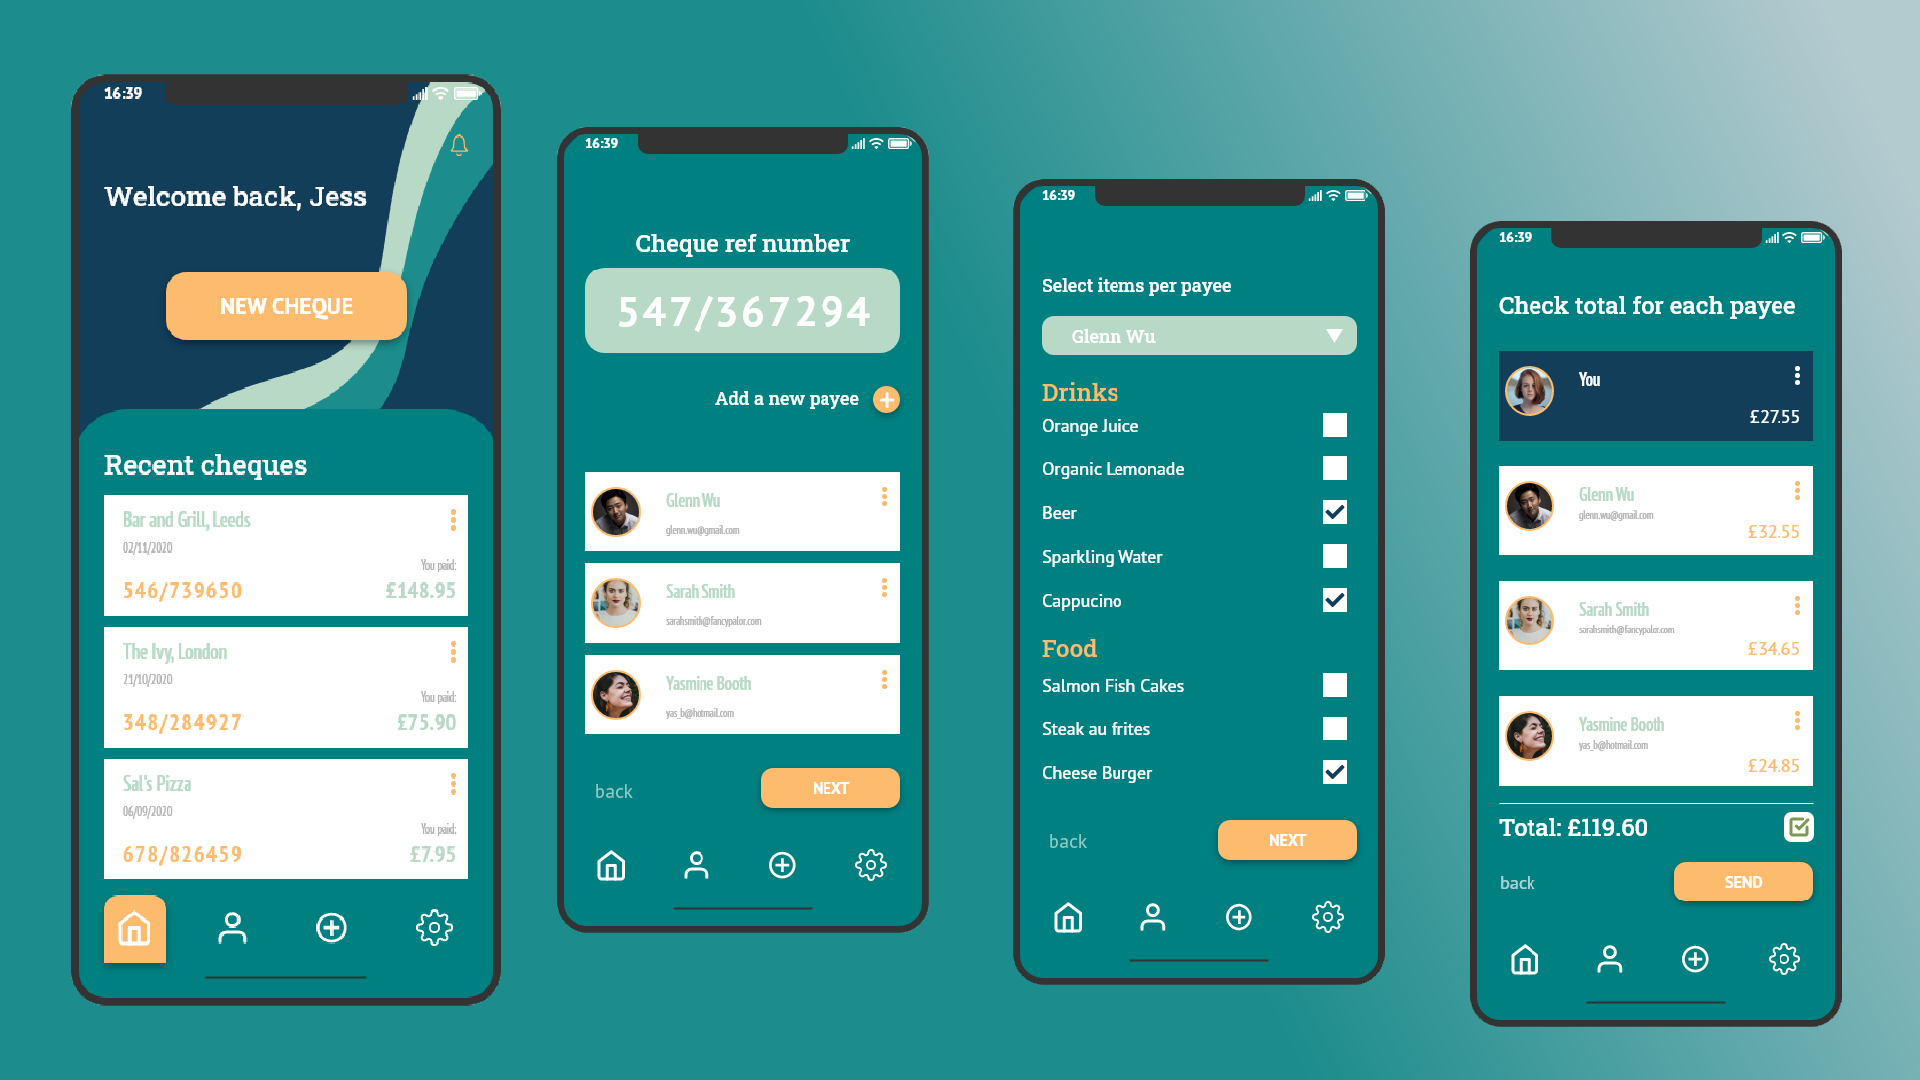 16:39
Welcome back, Jess
NEW CHEQUE
Recent cheques
Bar and Grill, Leeds
02/11/2020
You paid:
546/739650
£148.95
The Ivy, London
21/10/2020
You paid:
348/284927
£75.90
Sal's Pizza
06/09/2020
You paid:
678/826459
£7.95
16:39
Cheque ref number
547/367294
Add a new payee
Glenn Wu
glenn.wu@gmail.com
Sarah Smith
sarahsmith@fancypalor.com
Yasmine Booth
yas_b@hotmail.com
back
NEXT
16:39
Select items per payee
Glenn Wu
Drinks
Orange Juice
Organic Lemonade
Beer
Sparkling Water
Cappucino
Food
Salmon Fish Cakes
Steak au frites
Cheese Burger
back
NEXT
16:39
Check total for each payee
You
£27.55
Glenn Wu
glenn.wu@gmail.com
£32.55
Sarah Smith
sarahsmith@fancypalor.com
£34.65
Yasmine Booth
yas_b@hotmail.com
£24.85
Total: £119.60
back
SEND